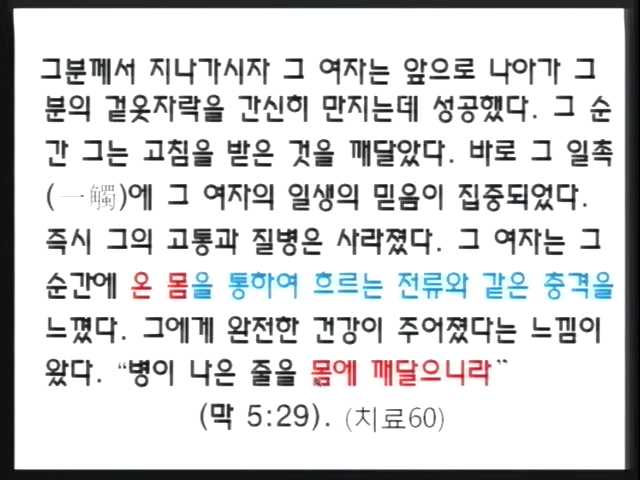 그분께서 지나가시자 그 여자는 앞으로 나아가 그
분의 겉옷자락을 간신히 만지는데 성공했다. 그 순
간 그는 고침을 받은 것을 깨달았다. 바로 그 일촉
(一觸)에 그 여자의 일생의 믿음이 집중되었다.
즉시 그의 고통과 질병은 사라졌다. 그 여자는 그
순간에 온 몸을 통하여 흐르는 전류와 같은 충격을
느꼈다. 그에게 완전한 건강이 주어졌다는 느낌이
왔다. “병이 나은 줄을 몸에 깨달으니라”
(막 5:29). (치료60)